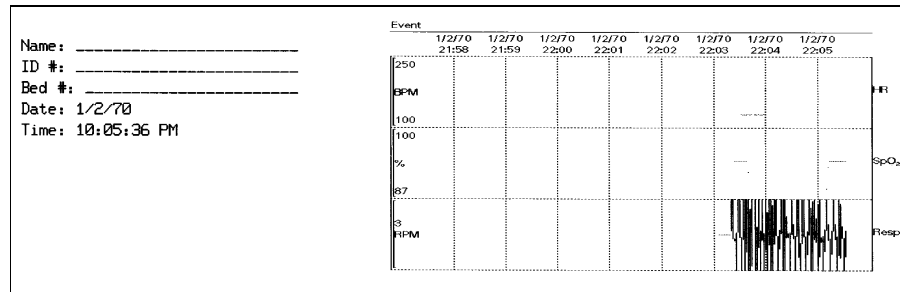 Name:
ID #:
Bed #:
Date: 1/2/70
Time: 10:05:36 PM
Event
1/2/70 1/2/70 1/2/70 1/2/70 1/2/70 1/2/70 1/2/70 1/2/70
21:58 21:59 22:00 22:01 22:02 22:03 22:04 22:05
250
BPM HR
100
100
% SpO₂
87
3
RPM Resp